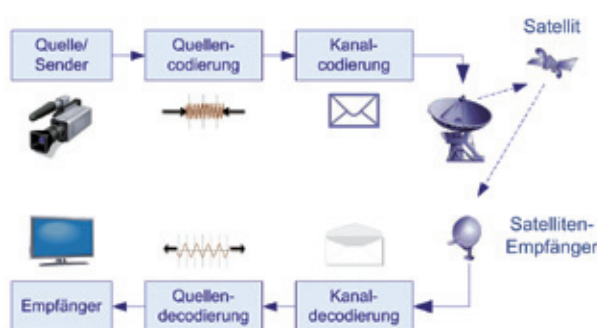 Quelle/
Sender
Quellen-
codierung
Kanal-
codierung
Satellit
Satelliten-
Empfänger
Empfänger
Quellen-
decodierung
Kanal-
decodierung